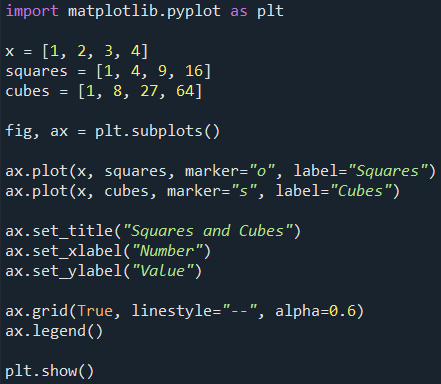 import matplotlib.pyplot as plt
x = [1, 2, 3, 4]
squares = [1, 4, 9, 16]
cubes = [1, 8, 27, 64]
fig, ax = plt.subplots()
ax.plot(x, squares, marker="o", label="Squares")
ax.plot(x, cubes, marker="s", label="Cubes")
ax.set_title("Squares and Cubes")
ax.set_xlabel("Number")
ax.set_ylabel("Value")
ax.grid(True, linestyle="--", alpha=0.6)
ax.legend()
plt.show()